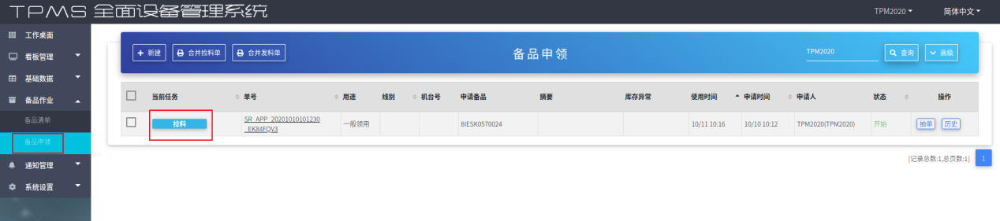 TPMS 全面设备管理系统
TPM2020
简体中文
工作桌面
看板管理
基础数据
备品作业
备品清单
备品申领
通知管理
系统设置
+ 新建
合并捡料单
合并发料单
备品申领
TPM2020
查询
高级
当前任务 单号 用途 线别 机台号 申请备品 摘要 库存异常 使用时间 申请时间 申请人 状态 操作
捡料
SR_APP_20201010101230
_EK84FQV3
一般领用
8IESK0570024
10/11 10:16
10/10 10:12
TPM2020(TPM2020)
开始
抽单
历史
[记录总数:1,总页数:1]
1